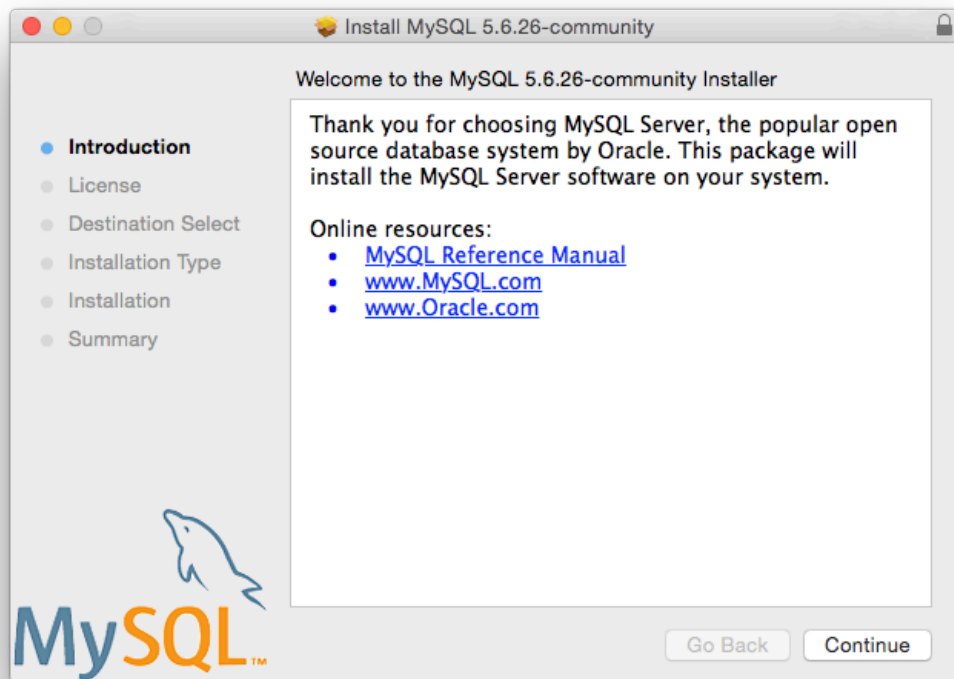 Install MySQL 5.6.26-community
Welcome to the MySQL 5.6.26-community Installer
Introduction
License
Destination Select
Installation Type
Installation
Summary
Thank you for choosing MySQL Server, the popular open
source database system by Oracle. This package will
install the MySQL Server software on your system.
Online resources:
• MySQL Reference Manual
• www.MySQL.com
• www.Oracle.com
MySQL™
Go Back
Continue